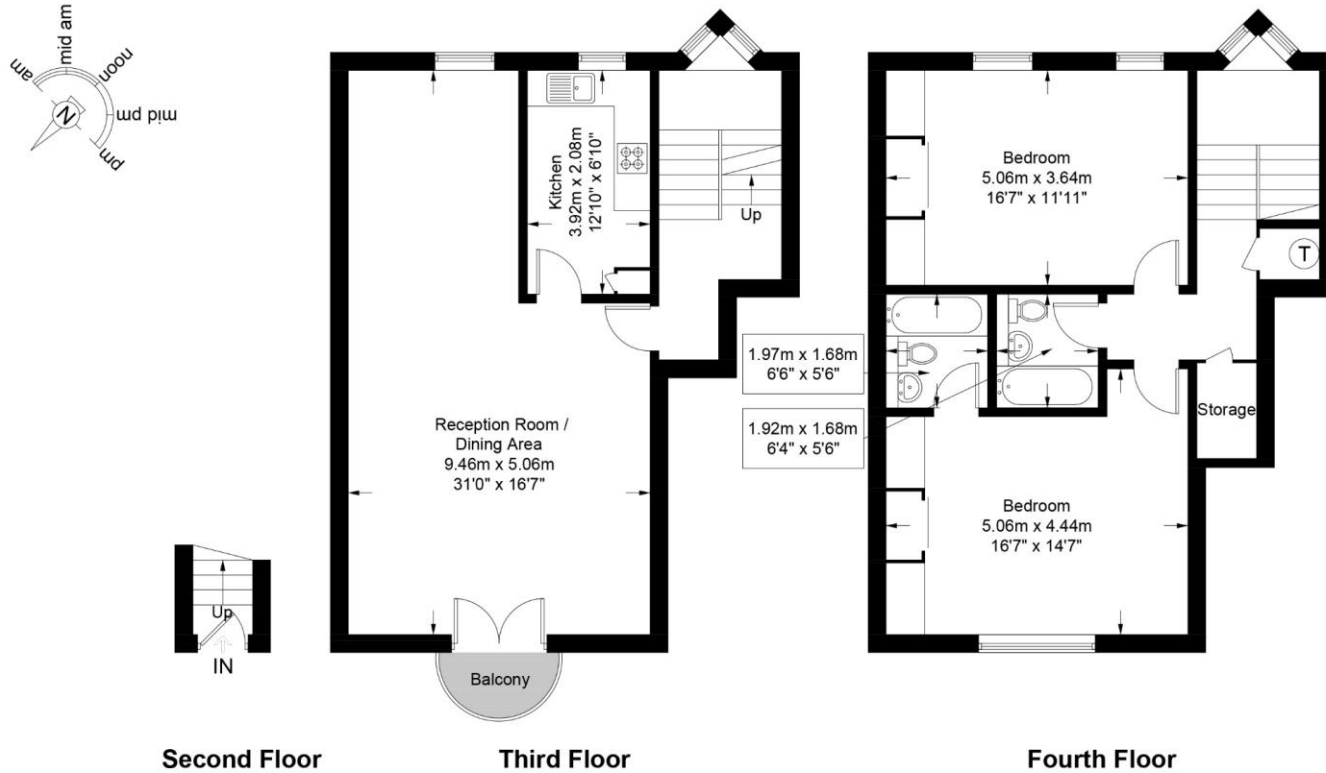 am
mid am
noon
mid pm
pm
N
Kitchen
3.92m x 2.08m
12'10" x 6'10"
Up
Reception Room /
Dining Area
9.46m x 5.06m
31'0" x 16'7"
Balcony
Up
IN
Bedroom
5.06m x 3.64m
16'7" x 11'11"
T
1.97m x 1.68m
6'6" x 5'6"
1.92m x 1.68m
6'4" x 5'6"
Storage
Bedroom
5.06m x 4.44m
16'7" x 14'7"
Second Floor
Third Floor
Fourth Floor